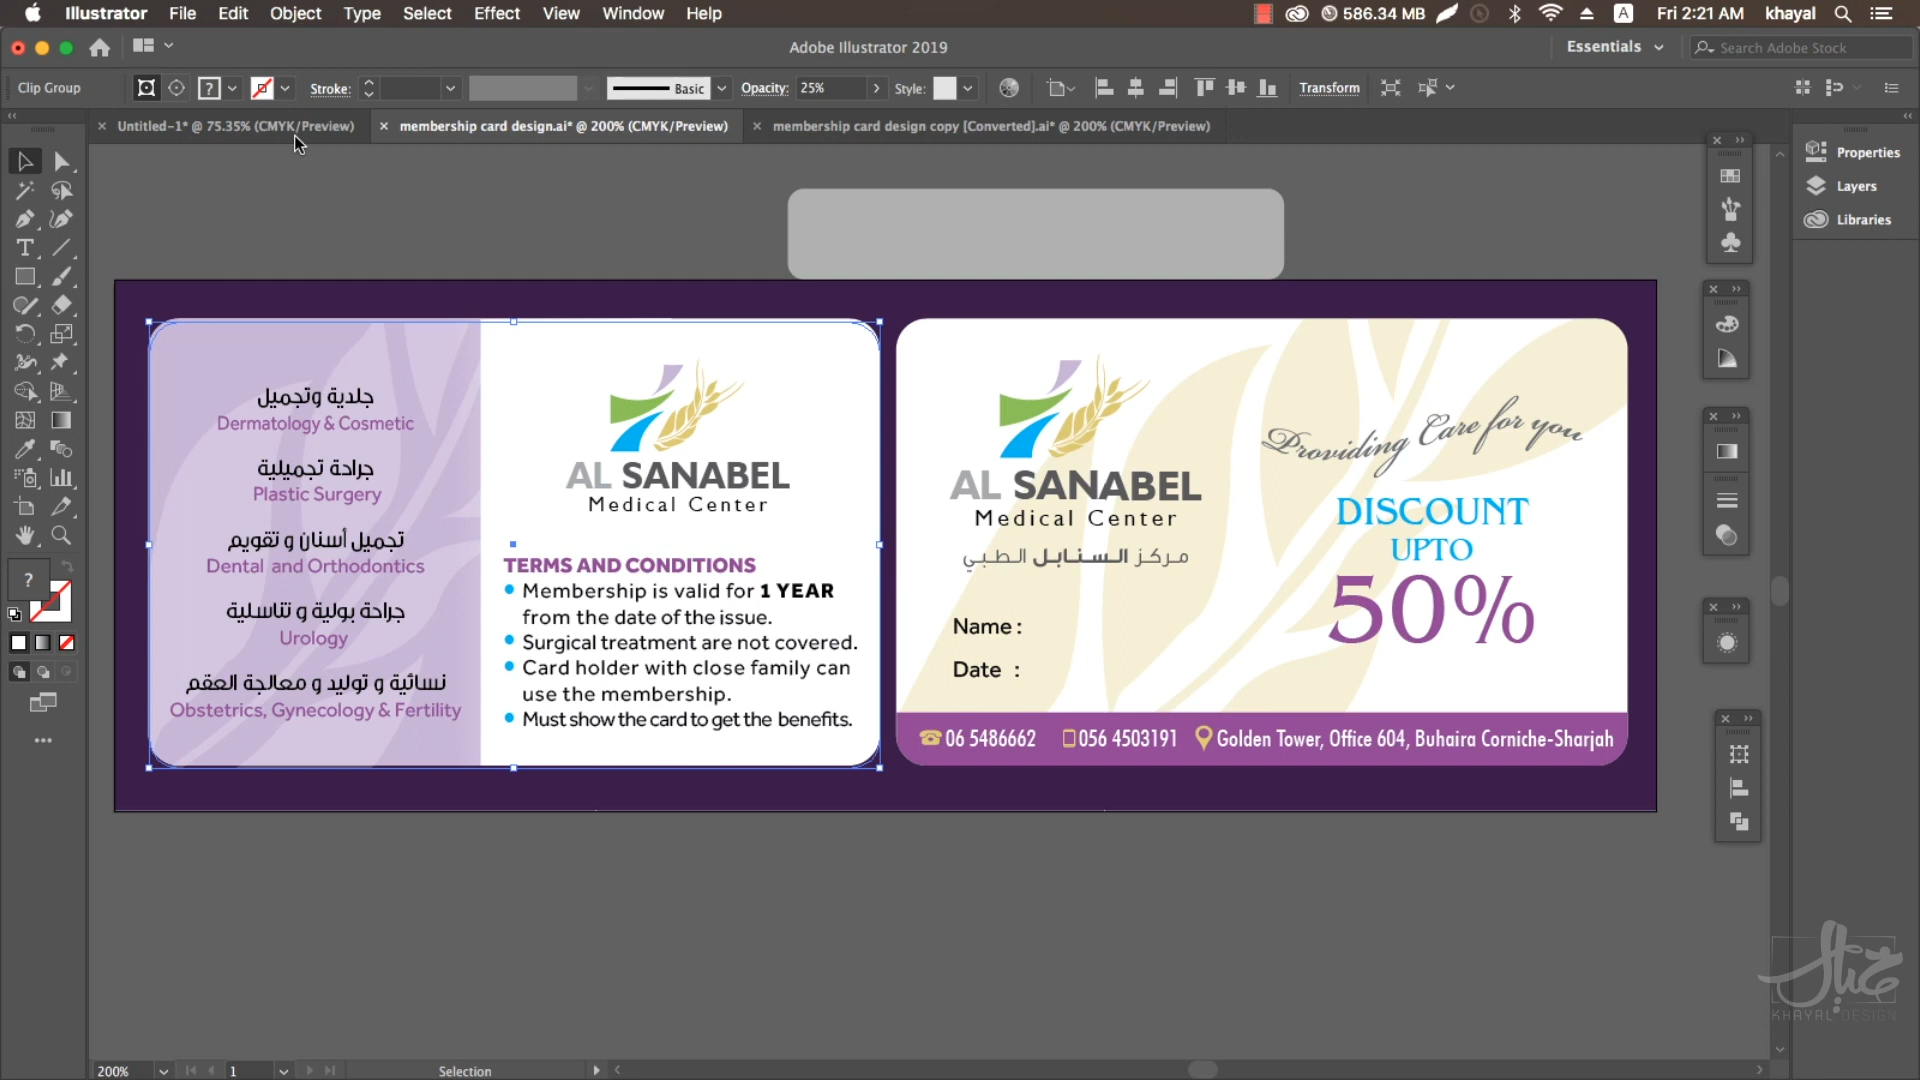 Illustrator File Edit Object Type Select Effect View Window Help
586.34 MB A Fri 2:21 AM khayal
Adobe Illustrator 2019
Essentials
Search Adobe Stock
Clip Group ? Stroke: Basic Opacity: 25% Style: Transform
Untitled-1* @ 75.35% (CMYK/Preview)
membership card design.ai* @ 200% (CMYK/Preview)
membership card design copy [Converted].ai* @ 200% (CMYK/Preview)
Properties
Layers
Libraries
?
جلدية وتجميل
Dermatology & Cosmetic
جراحة تجميلية
Plastic Surgery
تجميل أسنان و تقويم
Dental and Orthodontics
جراحة بولية و تناسلية
Urology
نسائية و توليد و معالجة العقم
Obstetrics, Gynecology & Fertility
AL SANABEL
Medical Center
TERMS AND CONDITIONS
Membership is valid for 1 YEAR
from the date of the issue.
Surgical treatment are not covered.
Card holder with close family can
use the membership.
Must show the card to get the benefits.
AL SANABEL
Medical Center
مركز السنابل الطبي
Name :
Date :
Providing Care for you
DISCOUNT
UPTO
50%
06 5486662 056 4503191 Golden Tower, Office 604, Buhaira Corniche-Sharjah
خيال
KHAYAL DESIGN
200% 1 Selection